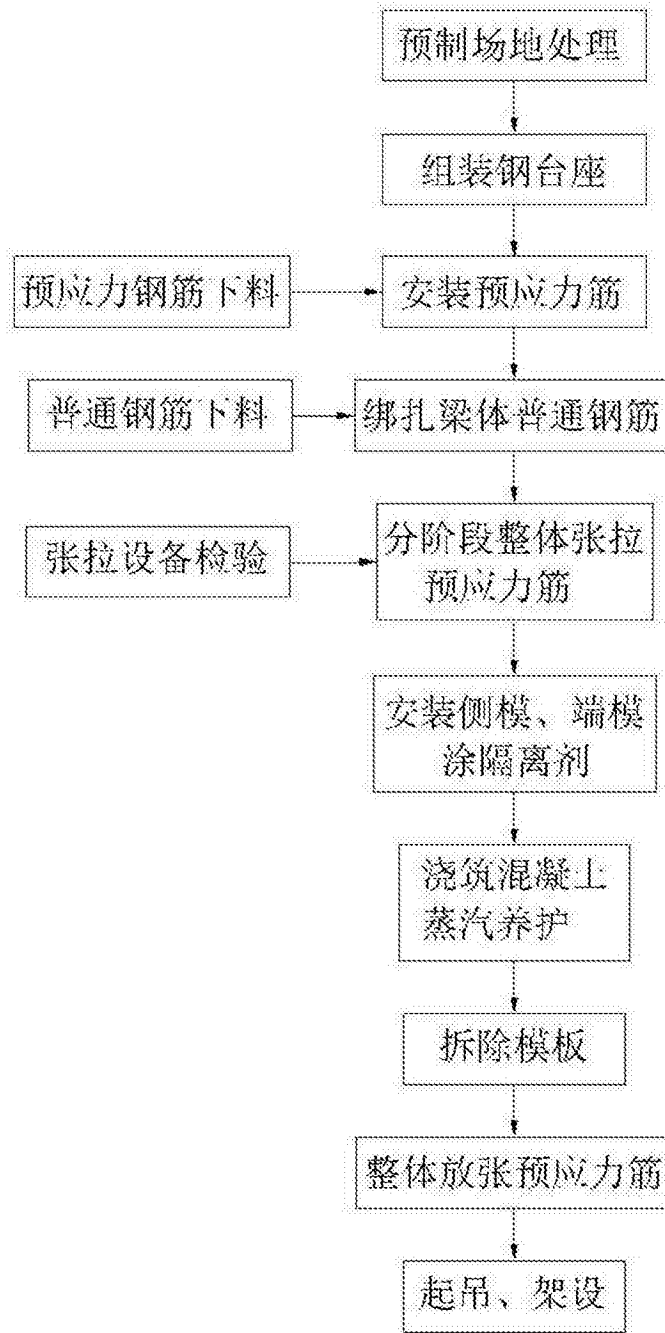 预制场地处理
组装钢台座
预应力钢筋下料
安装预应力筋
普通钢筋下料
绑扎梁体普通钢筋
张拉设备检验
分阶段整体张拉
预应力筋
安装侧模、端模
涂隔离剂
浇筑混凝土
蒸汽养护
拆除模板
整体放张预应力筋
起吊、架设